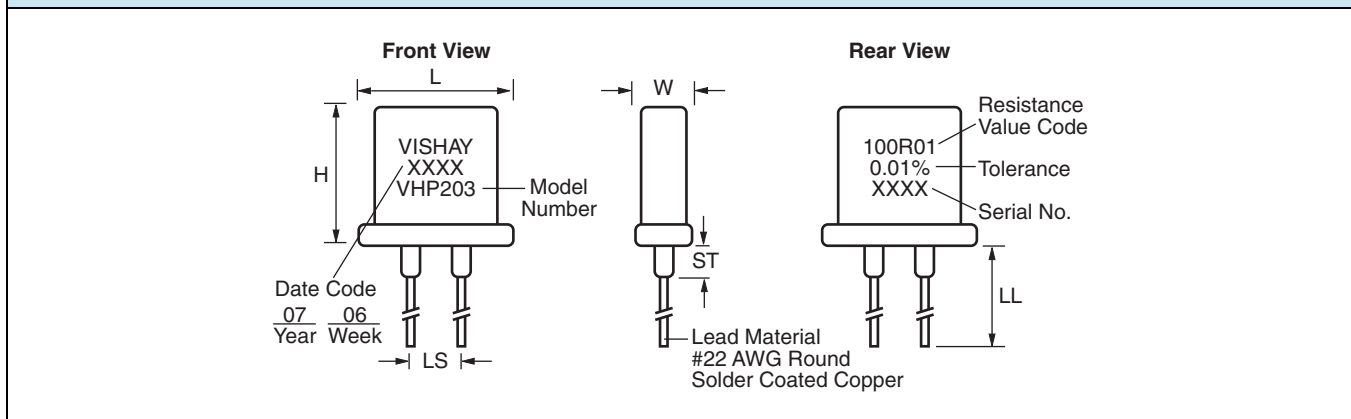 Front View
Rear View
L
W
H
VISHAY
XXXX
VHP203
Model
Number
Date Code
07 06
Year Week
LS
ST
Lead Material
#22 AWG Round
Solder Coated Copper
100R01
0.01%
XXXX
Resistance
Value Code
Tolerance
Serial No.
LL